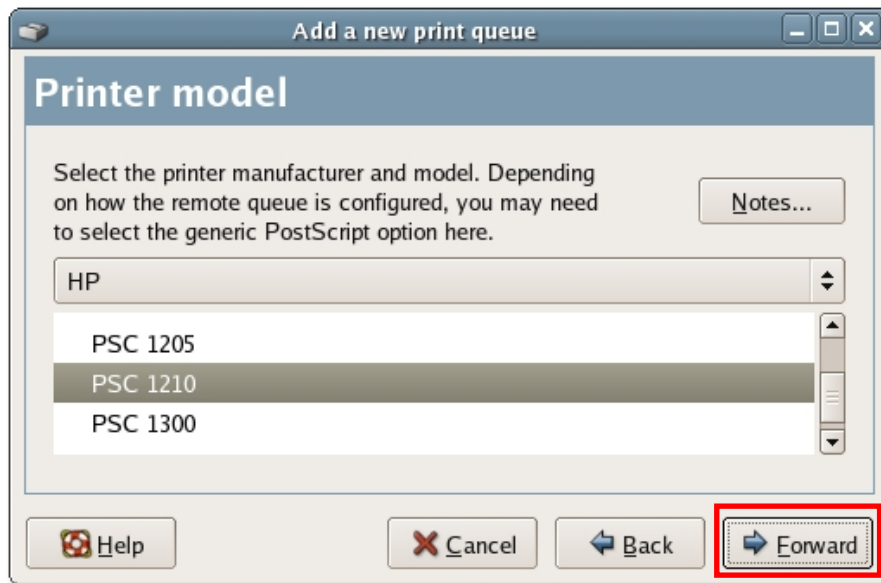 Add a new print queue
Printer model
Select the printer manufacturer and model. Depending
on how the remote queue is configured, you may need
to select the generic PostScript option here.
Notes...
HP
PSC 1205
PSC 1210
PSC 1300
Help
Cancel
Back
Forward